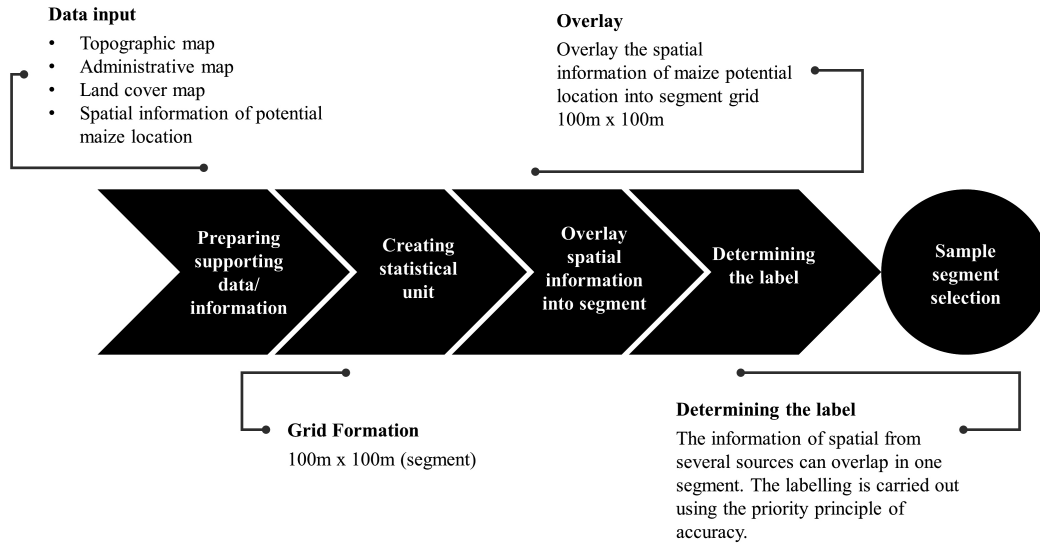 Data input
• Topographic map
• Administrative map
• Land cover map
• Spatial information of potential
maize location
Overlay
Overlay the spatial
information of maize potential
location into segment grid
100m x 100m
Preparing
supporting
data/
information
Creating
statistical
unit
Overlay
spatial
information
into segment
Determining
the label
Sample
segment
selection
Grid Formation
100m x 100m (segment)
Determining the label
The information of spatial from
several sources can overlap in one
segment. The labelling is carried out
using the priority principle of
accuracy.